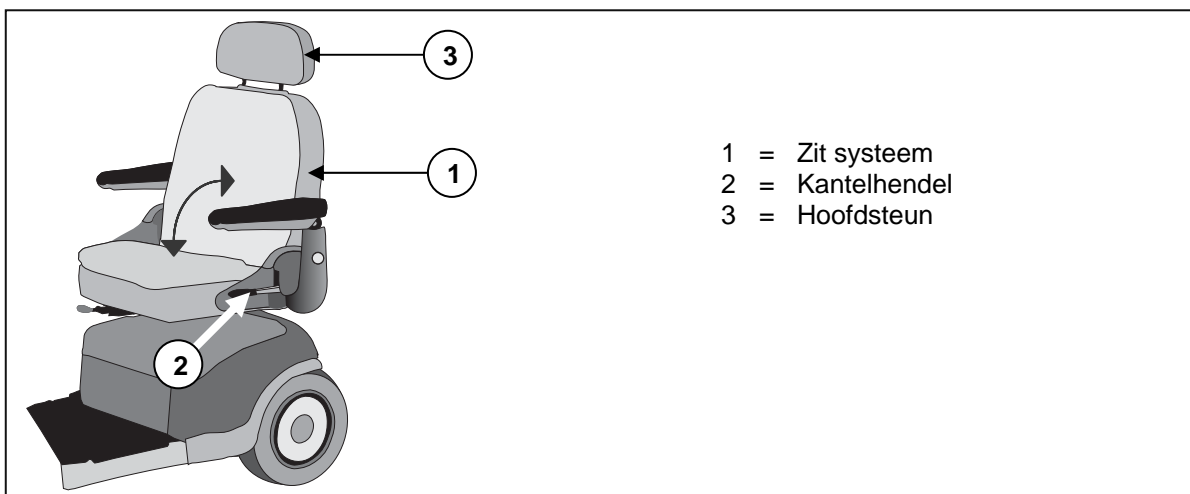 3
1
2
1 = Zit systeem
2 = Kantelhendel
3 = Hoofdsteun